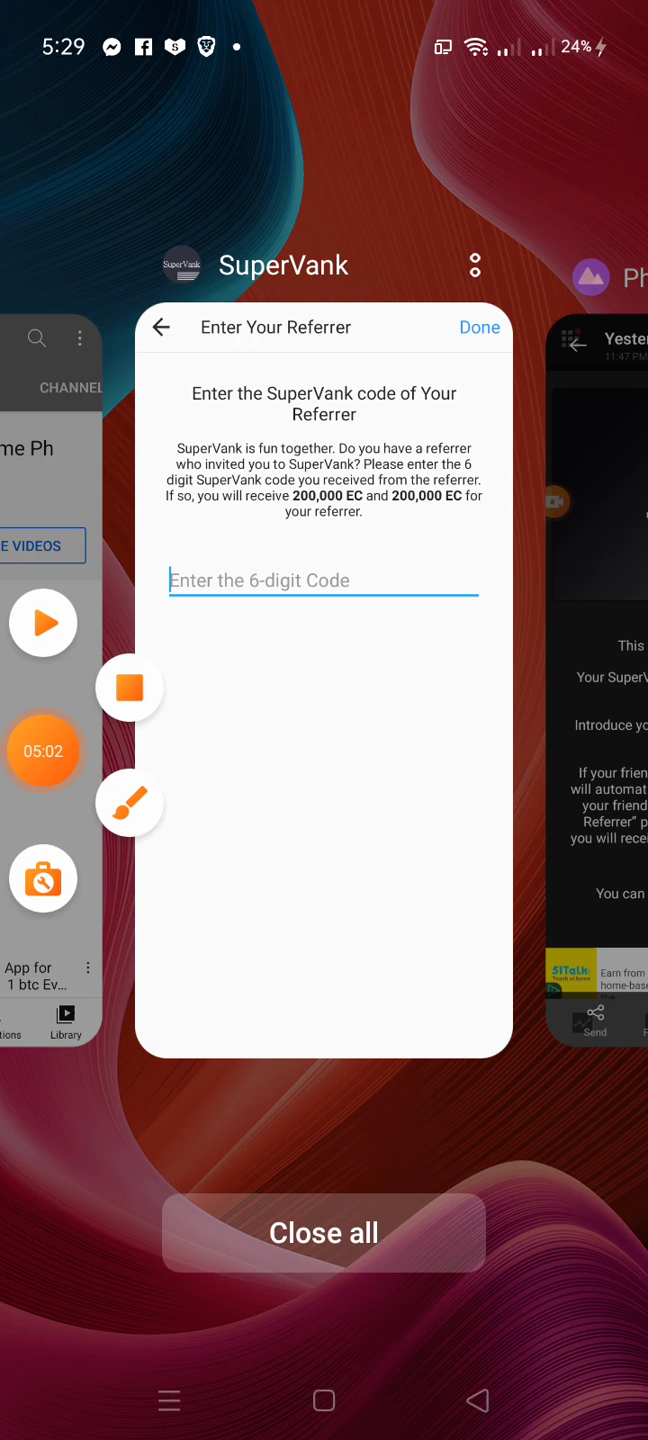 5:29
24%
SuperVank
SuperVank
Ph
Enter Your Referrer
Done
Enter the SuperVank code of Your
Referrer
SuperVank is fun together. Do you have a referrer
who invited you to SuperVank? Please enter the 6
digit SuperVank code you received from the referrer.
If so, you will receive 200,000 EC and 200,000 EC for
your referrer.
Enter the 6-digit Code
CHANNEL
me Ph
E VIDEOS
05:02
App for
1 btc Ev...
tions
Library
Yester
11:47 PM
This
Your SuperV
Introduce yo
If your frien
will automat
your friend
Referrer" p
you will rece
You can
51Talk
Earn from
home-base
the
Send
Close all